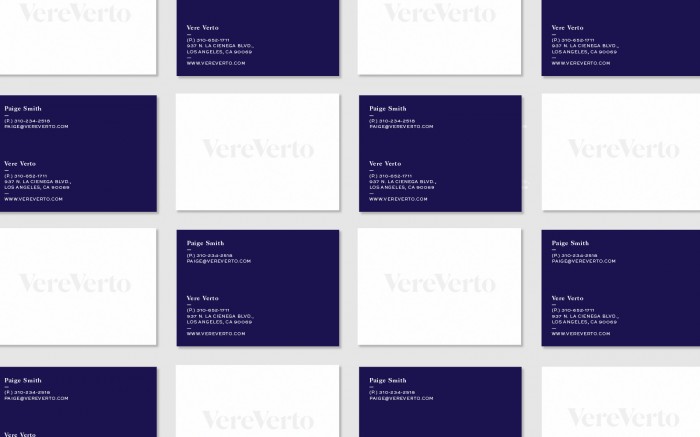 VereVerto
Vere Verto
—
(P.) 310-652-1711
937 N. LA CIENEGA BLVD.,
LOS ANGELES, CA 90069
—
WWW.VEREVERTO.COM
VereVerto
Vere Verto
—
(P.) 310-652-1711
937 N. LA CIENEGA BLVD.,
LOS ANGELES, CA 90069
—
WWW.VEREVERTO.COM
Paige Smith
—
(P.) 310-234-2518
PAIGE@VEREVERTO.COM
Vere Verto
—
(P.) 310-652-1711
937 N. LA CIENEGA BLVD.,
LOS ANGELES, CA 90069
—
WWW.VEREVERTO.COM
VereVerto
Paige Smith
—
(P.) 310-234-2518
PAIGE@VEREVERTO.COM
Vere Verto
—
(P.) 310-652-1711
937 N. LA CIENEGA BLVD.,
LOS ANGELES, CA 90069
—
WWW.VEREVERTO.COM
VereVerto
VereVerto
Paige Smith
—
(P.) 310-234-2518
PAIGE@VEREVERTO.COM
Vere Verto
—
(P.) 310-652-1711
937 N. LA CIENEGA BLVD.,
LOS ANGELES, CA 90069
—
WWW.VEREVERTO.COM
VereVerto
Paige Smith
—
(P.) 310-234-2518
PAIGE@VEREVERTO.COM
Vere Verto
—
(P.) 310-652-1711
937 N. LA CIENEGA BLVD.,
LOS ANGELES, CA 90069
—
WWW.VEREVERTO.COM
Paige Smith
—
(P.) 310-234-2518
PAIGE@VEREVERTO.COM
Vere Verto
VereVerto
Paige Smith
—
(P.) 310-234-2518
PAIGE@VEREVERTO.COM
Vere Verto
VereVerto